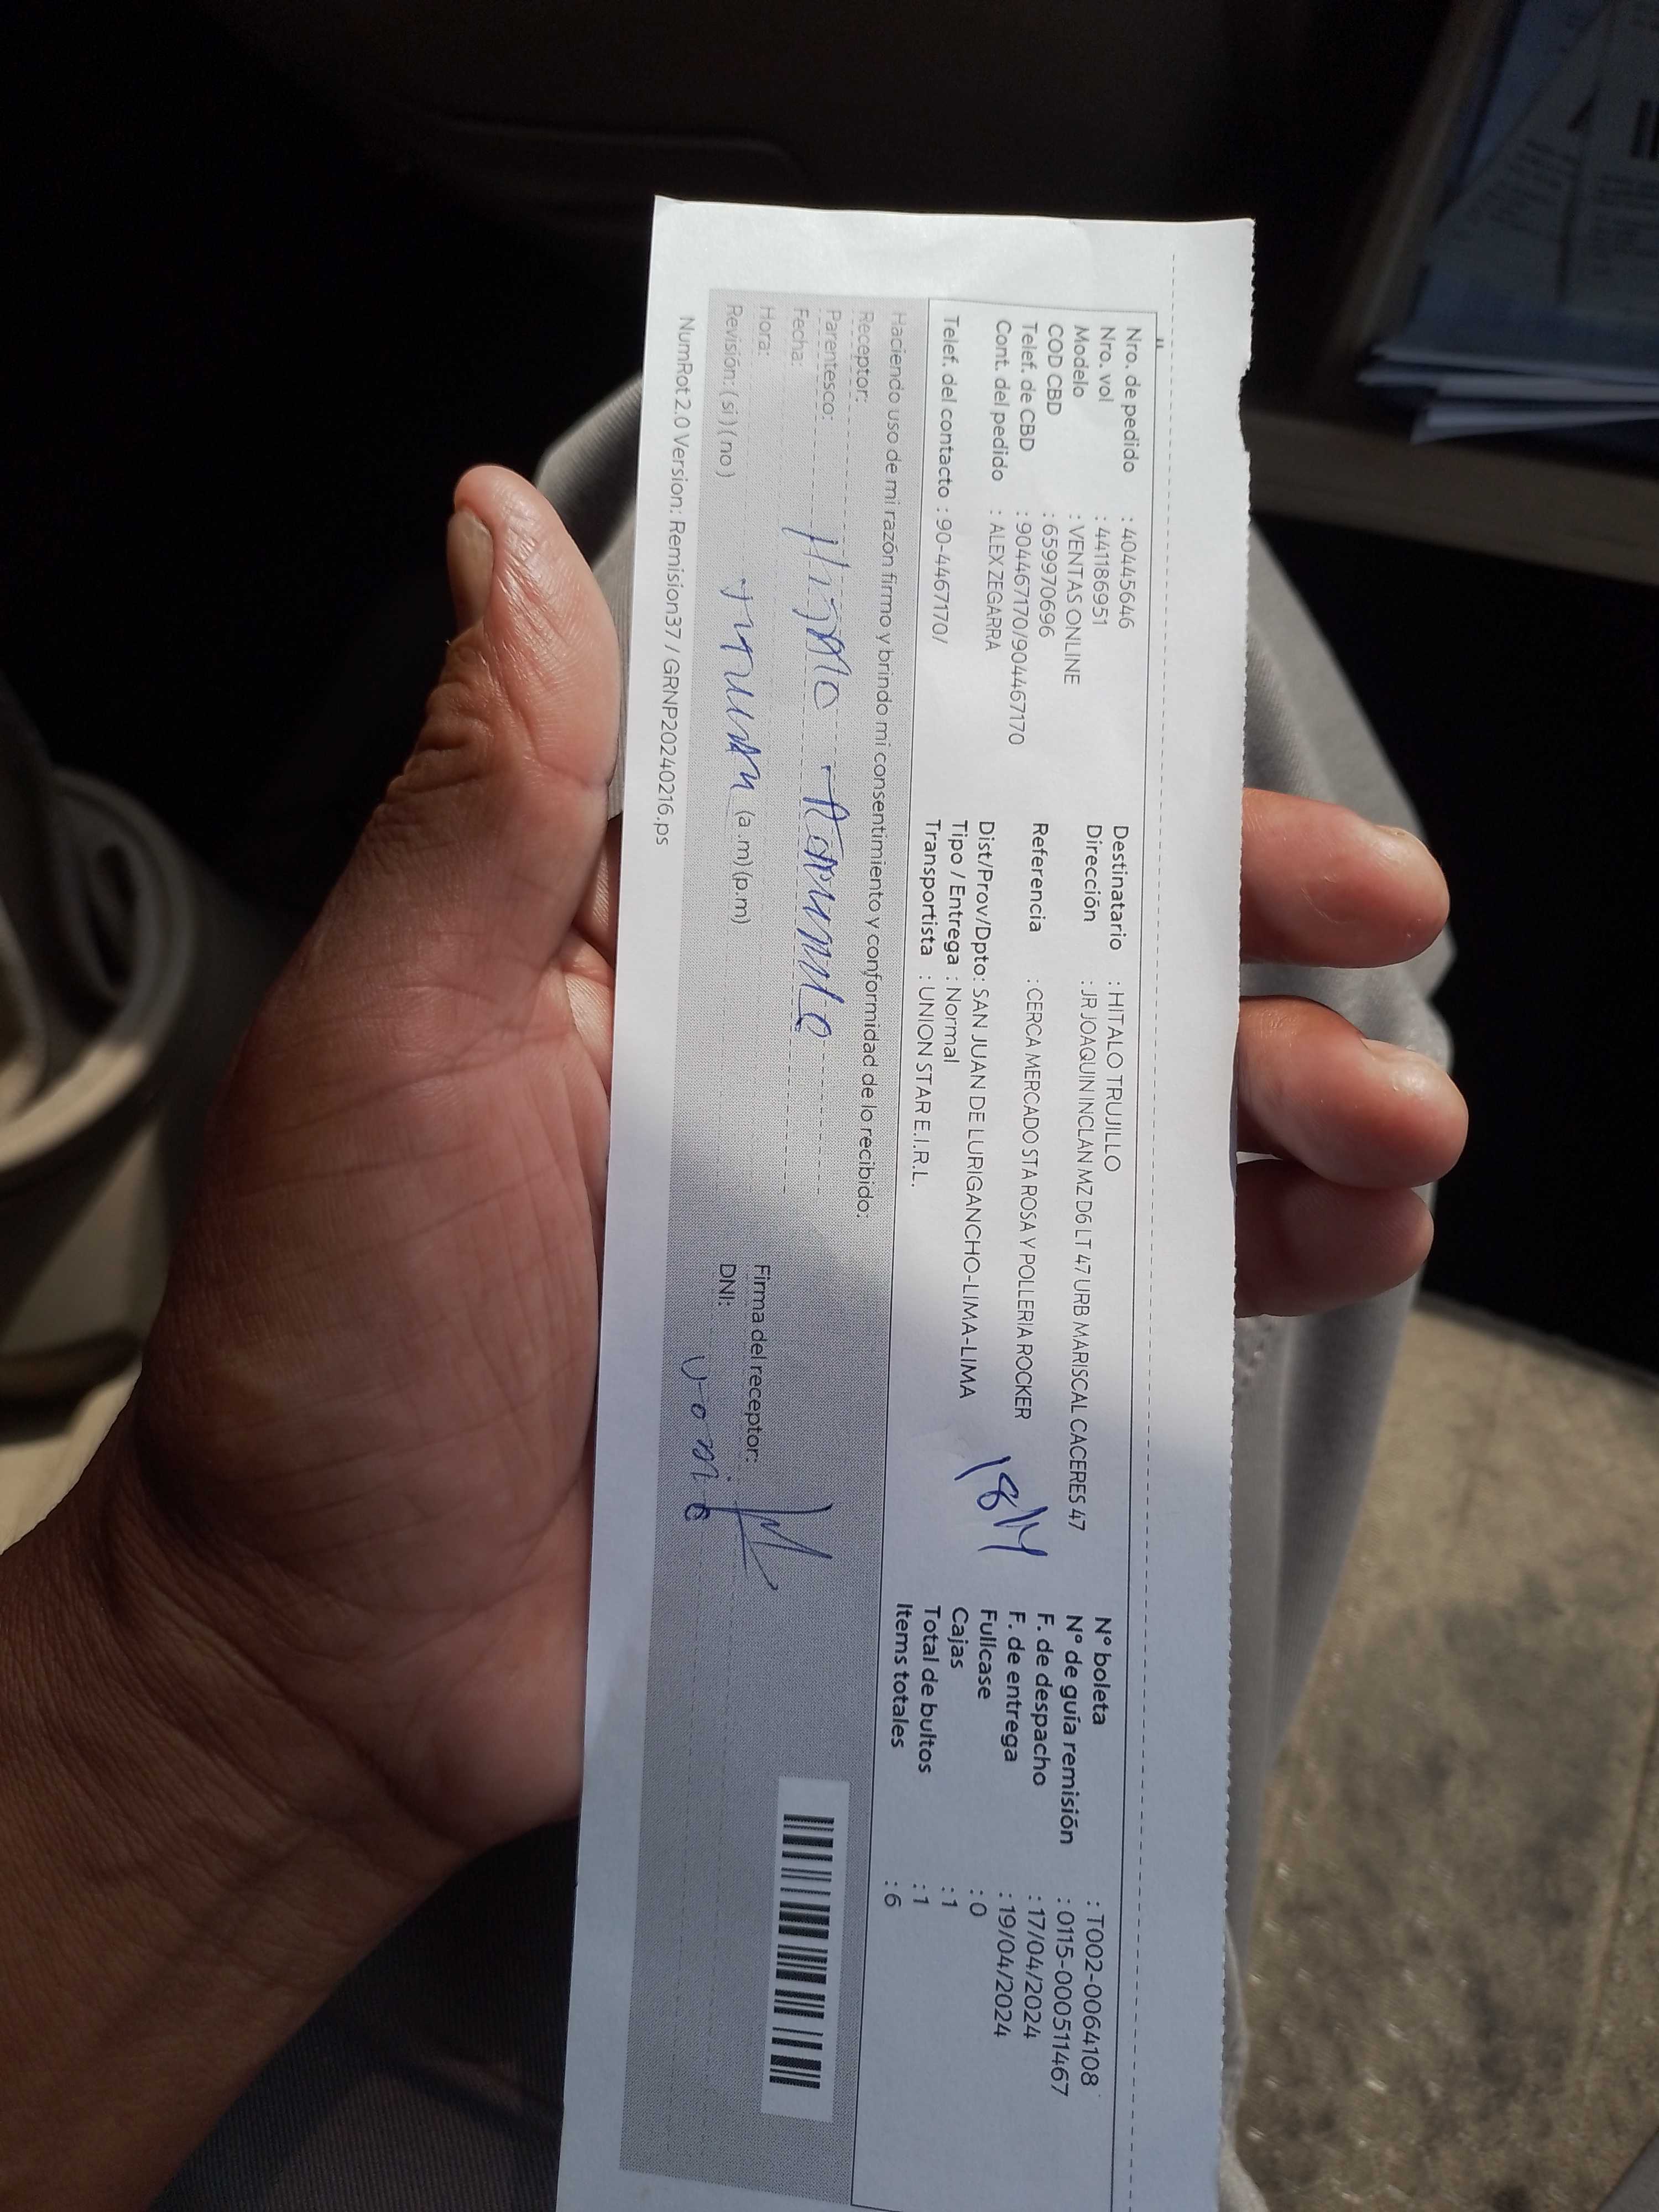 Nro. de pedido : 40445646
Nro. vol : 441186951
Modelo : VENTAS ONLINE
COD CBD : 6599970696
Telef. de CBD : 904467170/904467170
Cont. del pedido : ALEX ZEGARRA
Telef. del contacto : 90-4467170/
Destinatario : HITALO TRUJILLO
Dirección : JR JOAQUIN INCLAN MZ D6 LT 47 URB MARISCAL CACERES 47
Referencia : CERCA MERCADO STA ROSA Y POLLERIA ROCKER
Dist/Prov/Dpto: SAN JUAN DE LURIGANCHO-LIMA-LIMA
Tipo / Entrega : Normal
Transportista : UNION STAR E.I.R.L.
N° boleta : T002-0064108
N° de guía remisión : 0115-000511467
F. de despacho : 17/04/2024
F. de entrega : 19/04/2024
Fullcase : 0
Cajas : 1
Total de bultos : 1
Items totales : 6
Haciendo uso de mi razón firmo y brindo mi consentimiento y conformidad de lo recibido:
Receptor:
Parentesco:
Fecha:
Hora: (a.m)(p.m)
Revisión: ( si ) ( no )
Firma del receptor:
DNI:
NumRot 2.0 Version: Remision37 / GRNP20240216.ps